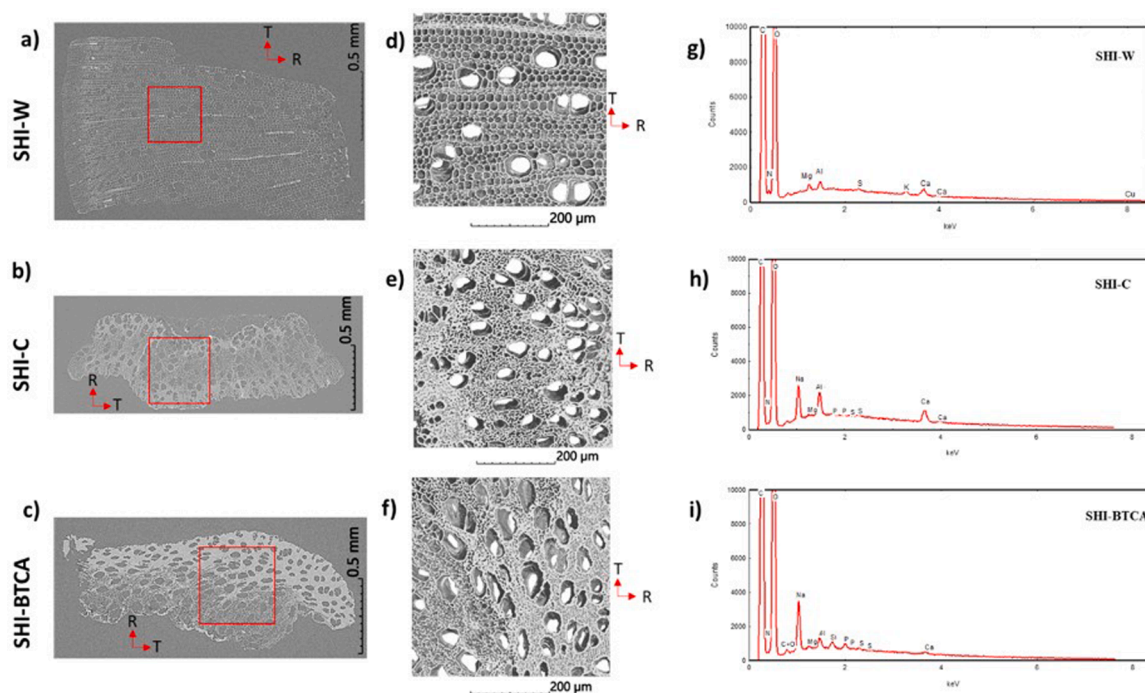 a)
T
R
0.5 mm
SHI-W
d)
T
R
200 µm
g)
SHI-W
10000
8000
6000
4000
2000
0
Counts
C
O
N
Mg
Al
S
K
Ca
Ca
Cu
0
2
4
6
8
keV
b)
R
T
0.5 mm
SHI-C
e)
T
R
200 µm
h)
SHI-C
10000
8000
6000
4000
2000
0
Counts
C
O
N
Na
Mg
Al
P
P
S
S
Ca
Ca
0
2
4
6
8
keV
c)
R
T
0.5 mm
SHI-BTCA
f)
T
R
200 µm
i)
SHI-BTCA
10000
8000
6000
4000
2000
0
Counts
C
O
N
C+O
Na
Mg
Al
Si
P
P
S
S
Ca
0
2
4
6
8
keV